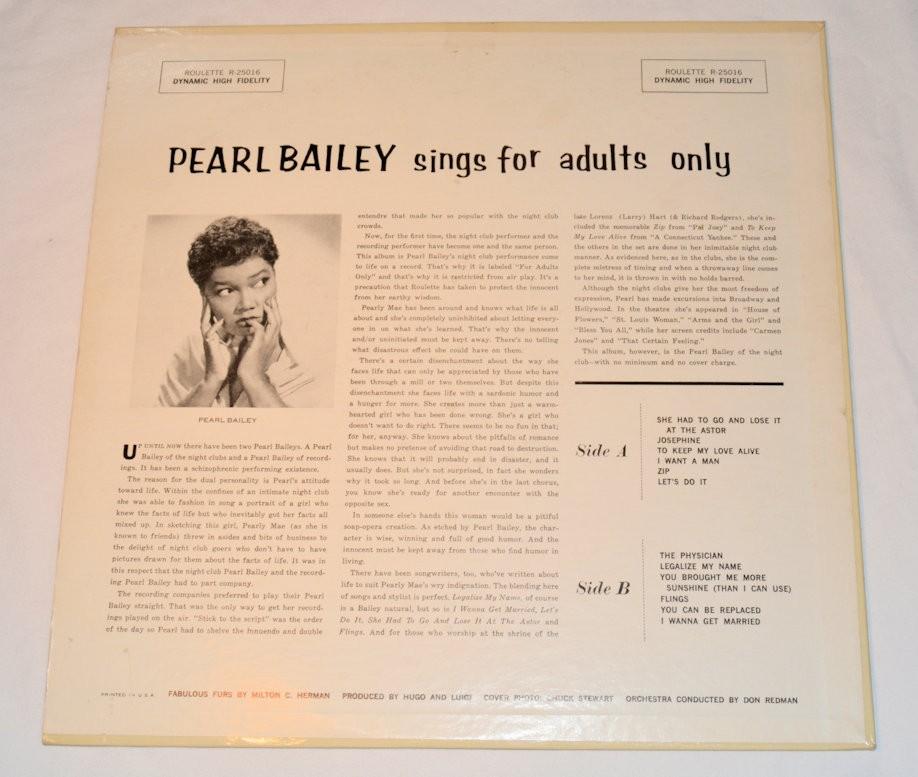 ROULETTE R-25016
DYNAMIC HIGH FIDELITY
ROULETTE R-25016
DYNAMIC HIGH FIDELITY
PEARL BAILEY sings for adults only
PEARL BAILEY
UP UNTIL NOW there have been two Pearl Baileys. A Pearl
Bailey of the night clubs and a Pearl Bailey of record-
ings. It has been a schizophrenic performing existence.
The reason for the dual personality is Pearl's attitude
toward life. Within the confines of an intimate night club
she was able to fashion in song a portrait of a girl who
knew the facts of life but who inevitably got her facts all
mixed up. In sketching this girl, Pearly Mae (as she is
known to friends) threw in asides and bits of business to
the delight of night club goers who don't have to have
pictures drawn for them about the facts of life. It was in
this respect that the night club Pearl Bailey and the record-
ing Pearl Bailey had to part company.
The recording companies preferred to play their Pearl
Bailey straight. That was the only way to get her record-
ings played on the air. "Stick to the script" was the order
of the day so Pearl had to shelve the innuendo and double
entendre that made her so popular with the night club
crowds.
Now, for the first time, the night club performer and the
recording performer have become one and the same person.
This album is Pearl Bailey's night club performance come
to life on a record. That's why it is labeled "For Adults
Only" and that's why it is restricted from air play. It's a
precaution that Roulette has taken to protect the innocent
from her earthy wisdom.
Pearly Mae has been around and knows what life is all
about and she's completely uninhibited about letting every-
one in on what she's learned. That's why the innocent
and/or uninitiated must be kept away. There's no telling
what disastrous effect she could have on them.
There's a certain disenchantment about the way she
faces life that can only be appreciated by those who have
been through a mill or two themselves. But despite this
disenchantment she faces life with a sardonic humor and
a hunger for more. She creates more than just a warm-
hearted girl who has been done wrong. She's a girl who
doesn't want to do right. There seems to be no fun in that;
for her, anyway. She knows about the pitfalls of romance
but makes no pretense of avoiding that road to destruction.
She knows that it will probably end in disaster, and it
usually does. But she's not surprised, in fact she wonders
why it took so long. And before she's in the last chorus,
you know she's ready for another encounter with the
opposite sex.
In someone else's hands this woman would be a pitiful
soap-opera creation. As etched by Pearl Bailey, the char-
acter is wise, winning and full of good humor. And the
innocent must be kept away from those who find humor in
living.
There have been songwriters, too, who've written about
life to suit Pearly Mae's wry indignation. The blending here
of songs and stylist is perfect. Legalize My Name, of course
is a Bailey natural, but so is I Wanna Get Married, Let's
Do It, She Had To Go And Lose It At The Astor and
Flings. And for those who worship at the shrine of the
late Lorenz (Larry) Hart (& Richard Rodgers), she's in-
cluded the memorable Zip from "Pal Joey" and To Keep
My Love Alive from "A Connecticut Yankee." These and
the others in the set are done in her inimitable night club
manner. As evidenced here, as in the clubs, she is the com-
plete mistress of timing and when a throwaway line comes
to her mind, it is thrown in with no holds barred.
Although the night clubs give her the most freedom of
expression, Pearl has made excursions into Broadway and
Hollywood. In the theatre she's appeared in "House of
Flowers," "St. Louis Woman," "Arms and the Girl" and
"Bless You All," while her screen credits include "Carmen
Jones" and "That Certain Feeling."
This album, however, is the Pearl Bailey of the night
club—with no minimum and no cover charge.
Side A
SHE HAD TO GO AND LOSE IT
AT THE ASTOR
JOSEPHINE
TO KEEP MY LOVE ALIVE
I WANT A MAN
ZIP
LET'S DO IT
Side B
THE PHYSICIAN
LEGALIZE MY NAME
YOU BROUGHT ME MORE
SUNSHINE (THAN I CAN USE)
FLINGS
YOU CAN BE REPLACED
I WANNA GET MARRIED
PRINTED IN U.S.A. FABULOUS FURS BY MILTON C. HERMAN PRODUCED BY HUGO AND LUIGI COVER PHOTO: CHUCK STEWART ORCHESTRA CONDUCTED BY DON REDMAN